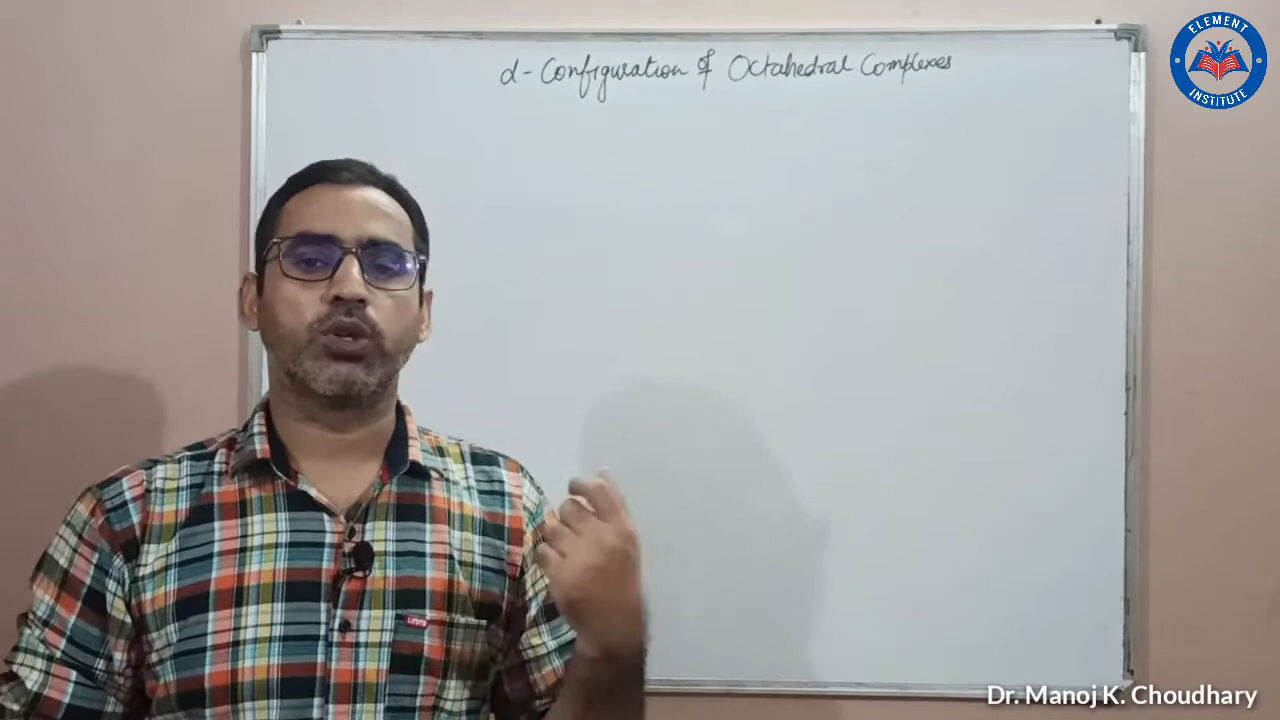 d-Configuration of Octahedral Complexes
ELEMENT
INSTITUTE
Levi's
Dr. Manoj K. Choudhary